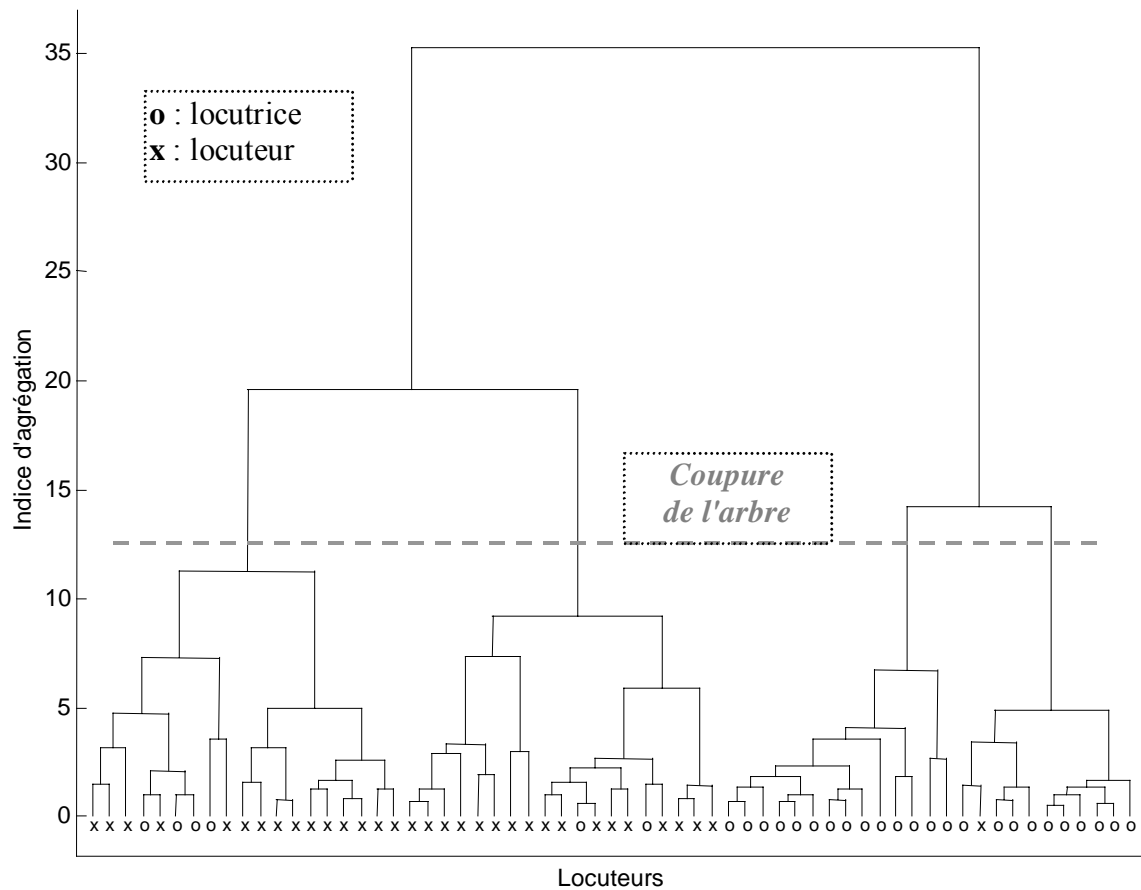 35
30
25
20
15
10
5
0
Indice d'agrégation
o : locutrice
x : locuteur
Coupure
de l'arbre
x x x o x o o o x x x x x x x x x x x x x x x x x x x x x o x x x o x x x x o o o o o o o o o o o o o o o x o o o o o o o o o
Locuteurs